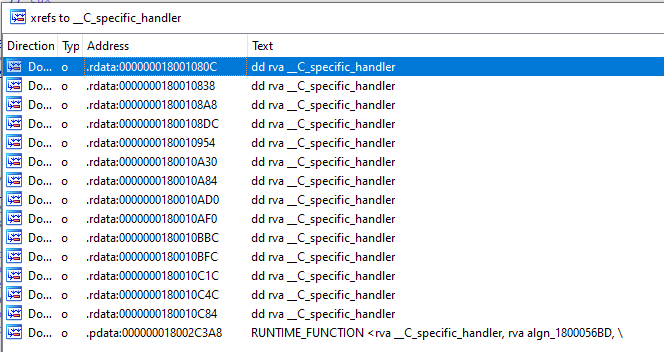 xrefs to __C_specific_handler
Direction Typ Address Text
Do... o .rdata:000000018001080C dd rva __C_specific_handler
Do... o .rdata:0000000180010838 dd rva __C_specific_handler
Do... o .rdata:00000001800108A8 dd rva __C_specific_handler
Do... o .rdata:00000001800108DC dd rva __C_specific_handler
Do... o .rdata:0000000180010954 dd rva __C_specific_handler
Do... o .rdata:0000000180010A30 dd rva __C_specific_handler
Do... o .rdata:0000000180010A84 dd rva __C_specific_handler
Do... o .rdata:0000000180010AD0 dd rva __C_specific_handler
Do... o .rdata:0000000180010AF0 dd rva __C_specific_handler
Do... o .rdata:0000000180010BBC dd rva __C_specific_handler
Do... o .rdata:0000000180010BFC dd rva __C_specific_handler
Do... o .rdata:0000000180010C1C dd rva __C_specific_handler
Do... o .rdata:0000000180010C4C dd rva __C_specific_handler
Do... o .rdata:0000000180010C84 dd rva __C_specific_handler
Do... o .pdata:000000018002C3A8 RUNTIME_FUNCTION <rva __C_specific_handler, rva algn_1800056BD, \